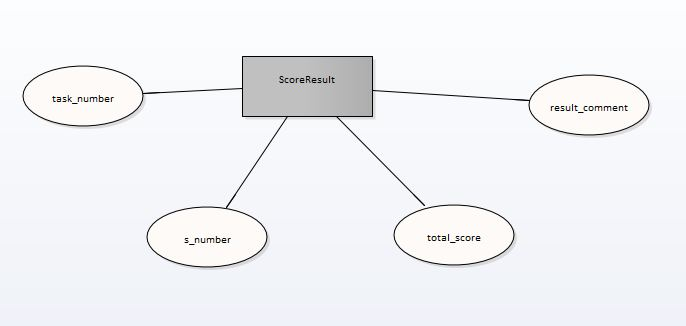 ScoreResult
task_number
result_comment
s_number
total_score